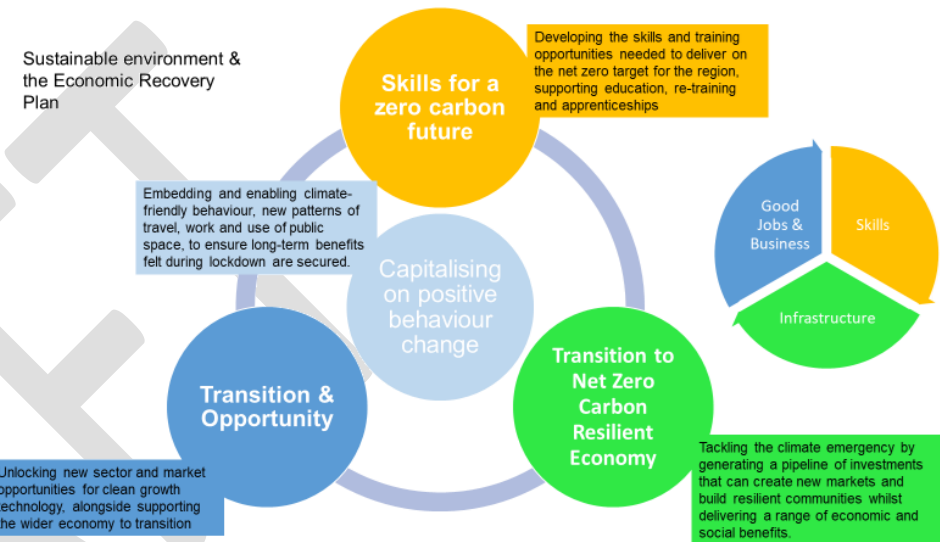 Sustainable environment &
the Economic Recovery
Plan
Skills for a
zero carbon
future
Developing the skills and training
opportunities needed to deliver on
the net zero target for the region,
supporting education, re-training
and apprenticeships
Embedding and enabling climate-
friendly behaviour, new patterns of
travel, work and use of public
space, to ensure long-term benefits
felt during lockdown are secured.
Capitalising
on positive
behaviour
change
Good
Jobs &
Business
Skills
Infrastructure
Transition &
Opportunity
Transition to
Net Zero
Carbon
Resilient
Economy
Unlocking new sector and market
opportunities for clean growth
technology, alongside supporting
the wider economy to transition
Tackling the climate emergency by
generating a pipeline of investments
that can create new markets and
build resilient communities whilst
delivering a range of economic and
social benefits.